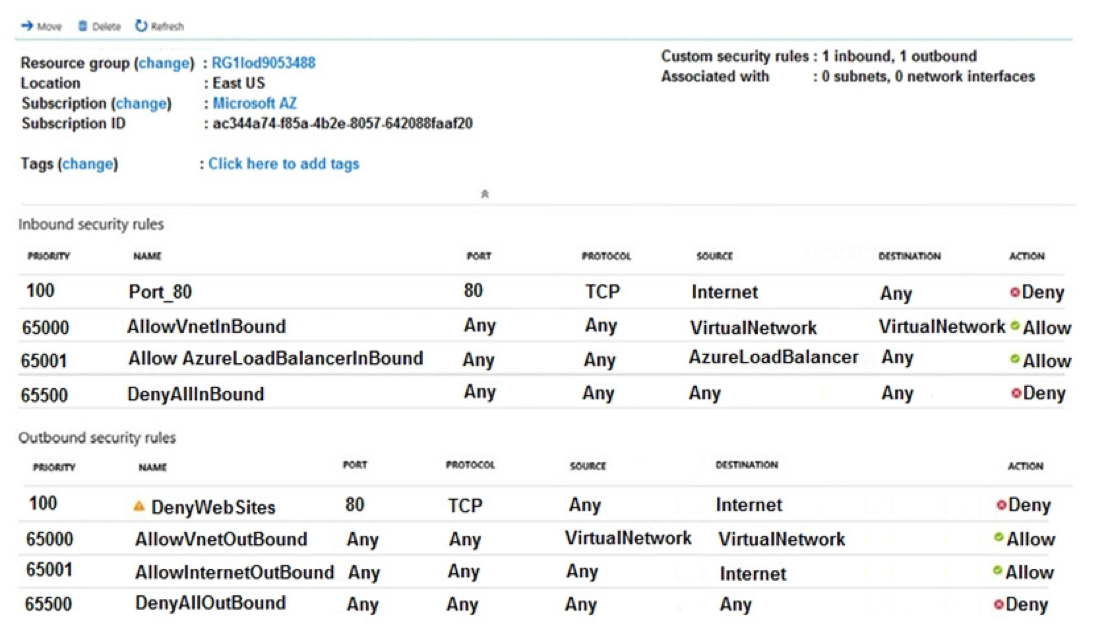 Move Delete Refresh
Resource group (change) : RG1lod9053488
Location : East US
Subscription (change) : Microsoft AZ
Subscription ID : ac344a74-f85a-4b2e-8057-642088faaf20
Tags (change) : Click here to add tags
Custom security rules : 1 inbound, 1 outbound
Associated with : 0 subnets, 0 network interfaces
Inbound security rules
PRIORITY NAME PORT PROTOCOL SOURCE DESTINATION ACTION
100 Port_80 80 TCP Internet Any Deny
65000 AllowVnetInBound Any Any VirtualNetwork VirtualNetwork Allow
65001 Allow AzureLoadBalancerInBound Any Any AzureLoadBalancer Any Allow
65500 DenyAllInBound Any Any Any Any Deny
Outbound security rules
PRIORITY NAME PORT PROTOCOL SOURCE DESTINATION ACTION
100 DenyWebSites 80 TCP Any Internet Deny
65000 AllowVnetOutBound Any Any VirtualNetwork VirtualNetwork Allow
65001 AllowInternetOutBound Any Any Any Internet Allow
65500 DenyAllOutBound Any Any Any Any Deny